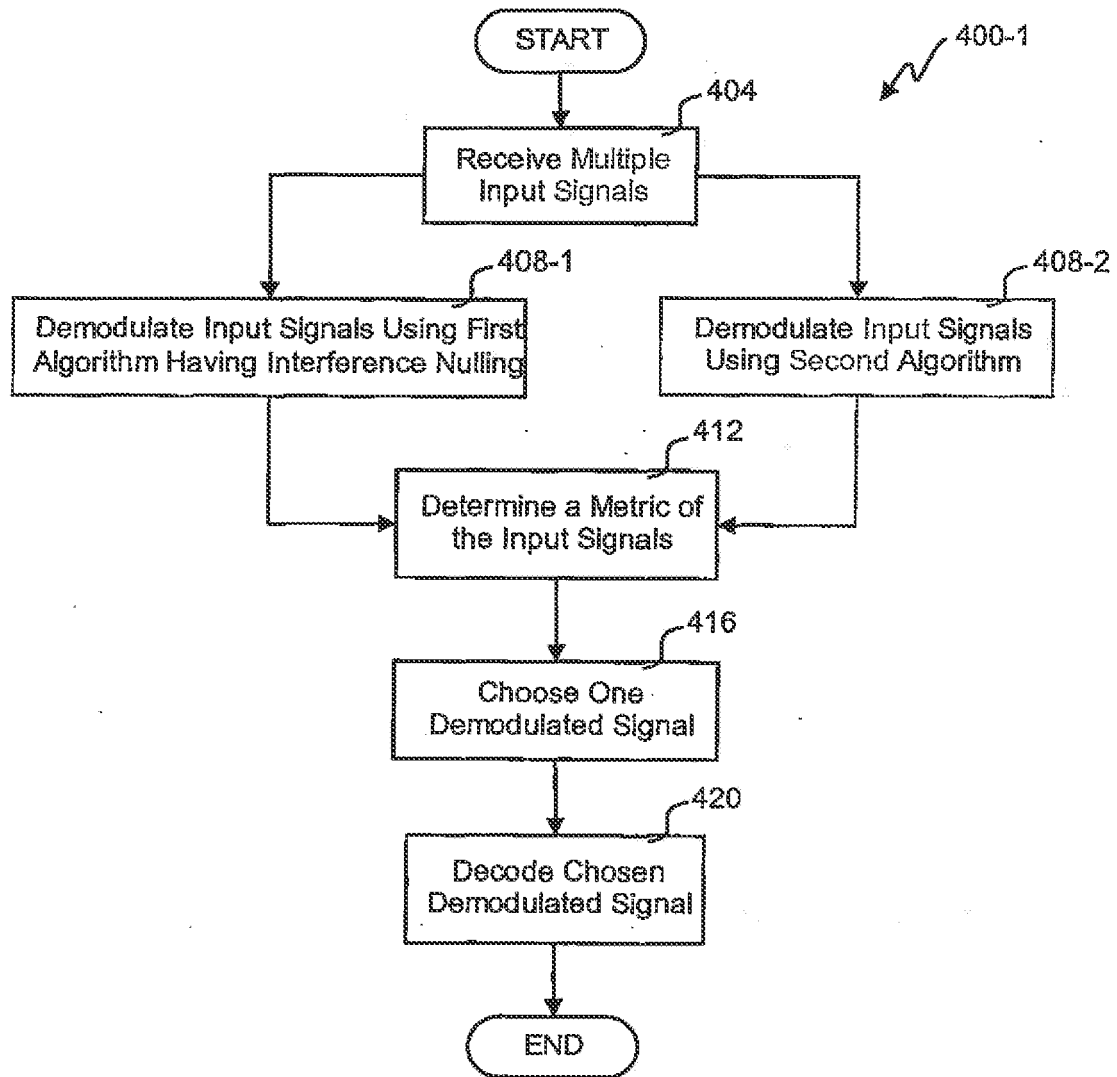 START
400-1
404
Receive Multiple
Input Signals
408-1
408-2
Demodulate Input Signals Using First
Algorithm Having Interference Nulling
Demodulate Input Signals
Using Second Algorithm
412
Determine a Metric of
the Input Signals
416
Choose One
Demodulated Signal
420
Decode Chosen
Demodulated Signal
END